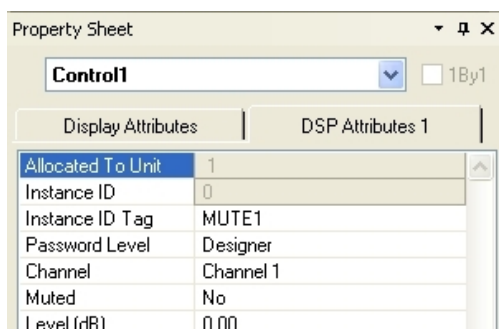 Property Sheet
Control1
1By1
Display Attributes
DSP Attributes 1
Allocated To Unit 1
Instance ID 0
Instance ID Tag MUTE1
Password Level Designer
Channel Channel 1
Muted No
Level (dB) 0.00